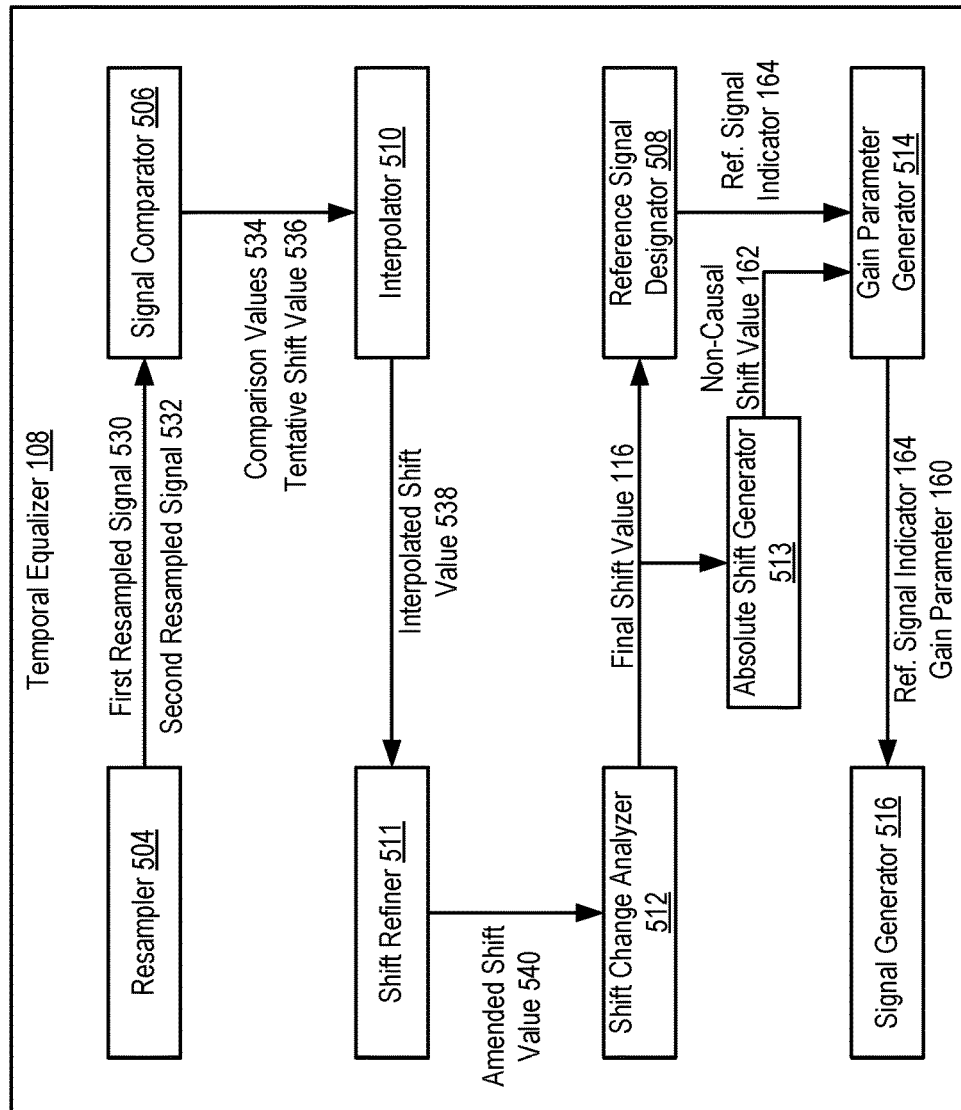 Temporal Equalizer 108
Resampler 504
First Resampled Signal 530
Second Resampled Signal 532
Signal Comparator 506
Comparison Values 534
Tentative Shift Value 536
Interpolator 510
Interpolated Shift
Value 538
Shift Refiner 511
Amended Shift
Value 540
Shift Change Analyzer
512
Final Shift Value 116
Reference Signal
Designator 508
Absolute Shift Generator
513
Non-Causal
Shift Value 162
Ref. Signal
Indicator 164
Gain Parameter
Generator 514
Ref. Signal Indicator 164
Gain Parameter 160
Signal Generator 516